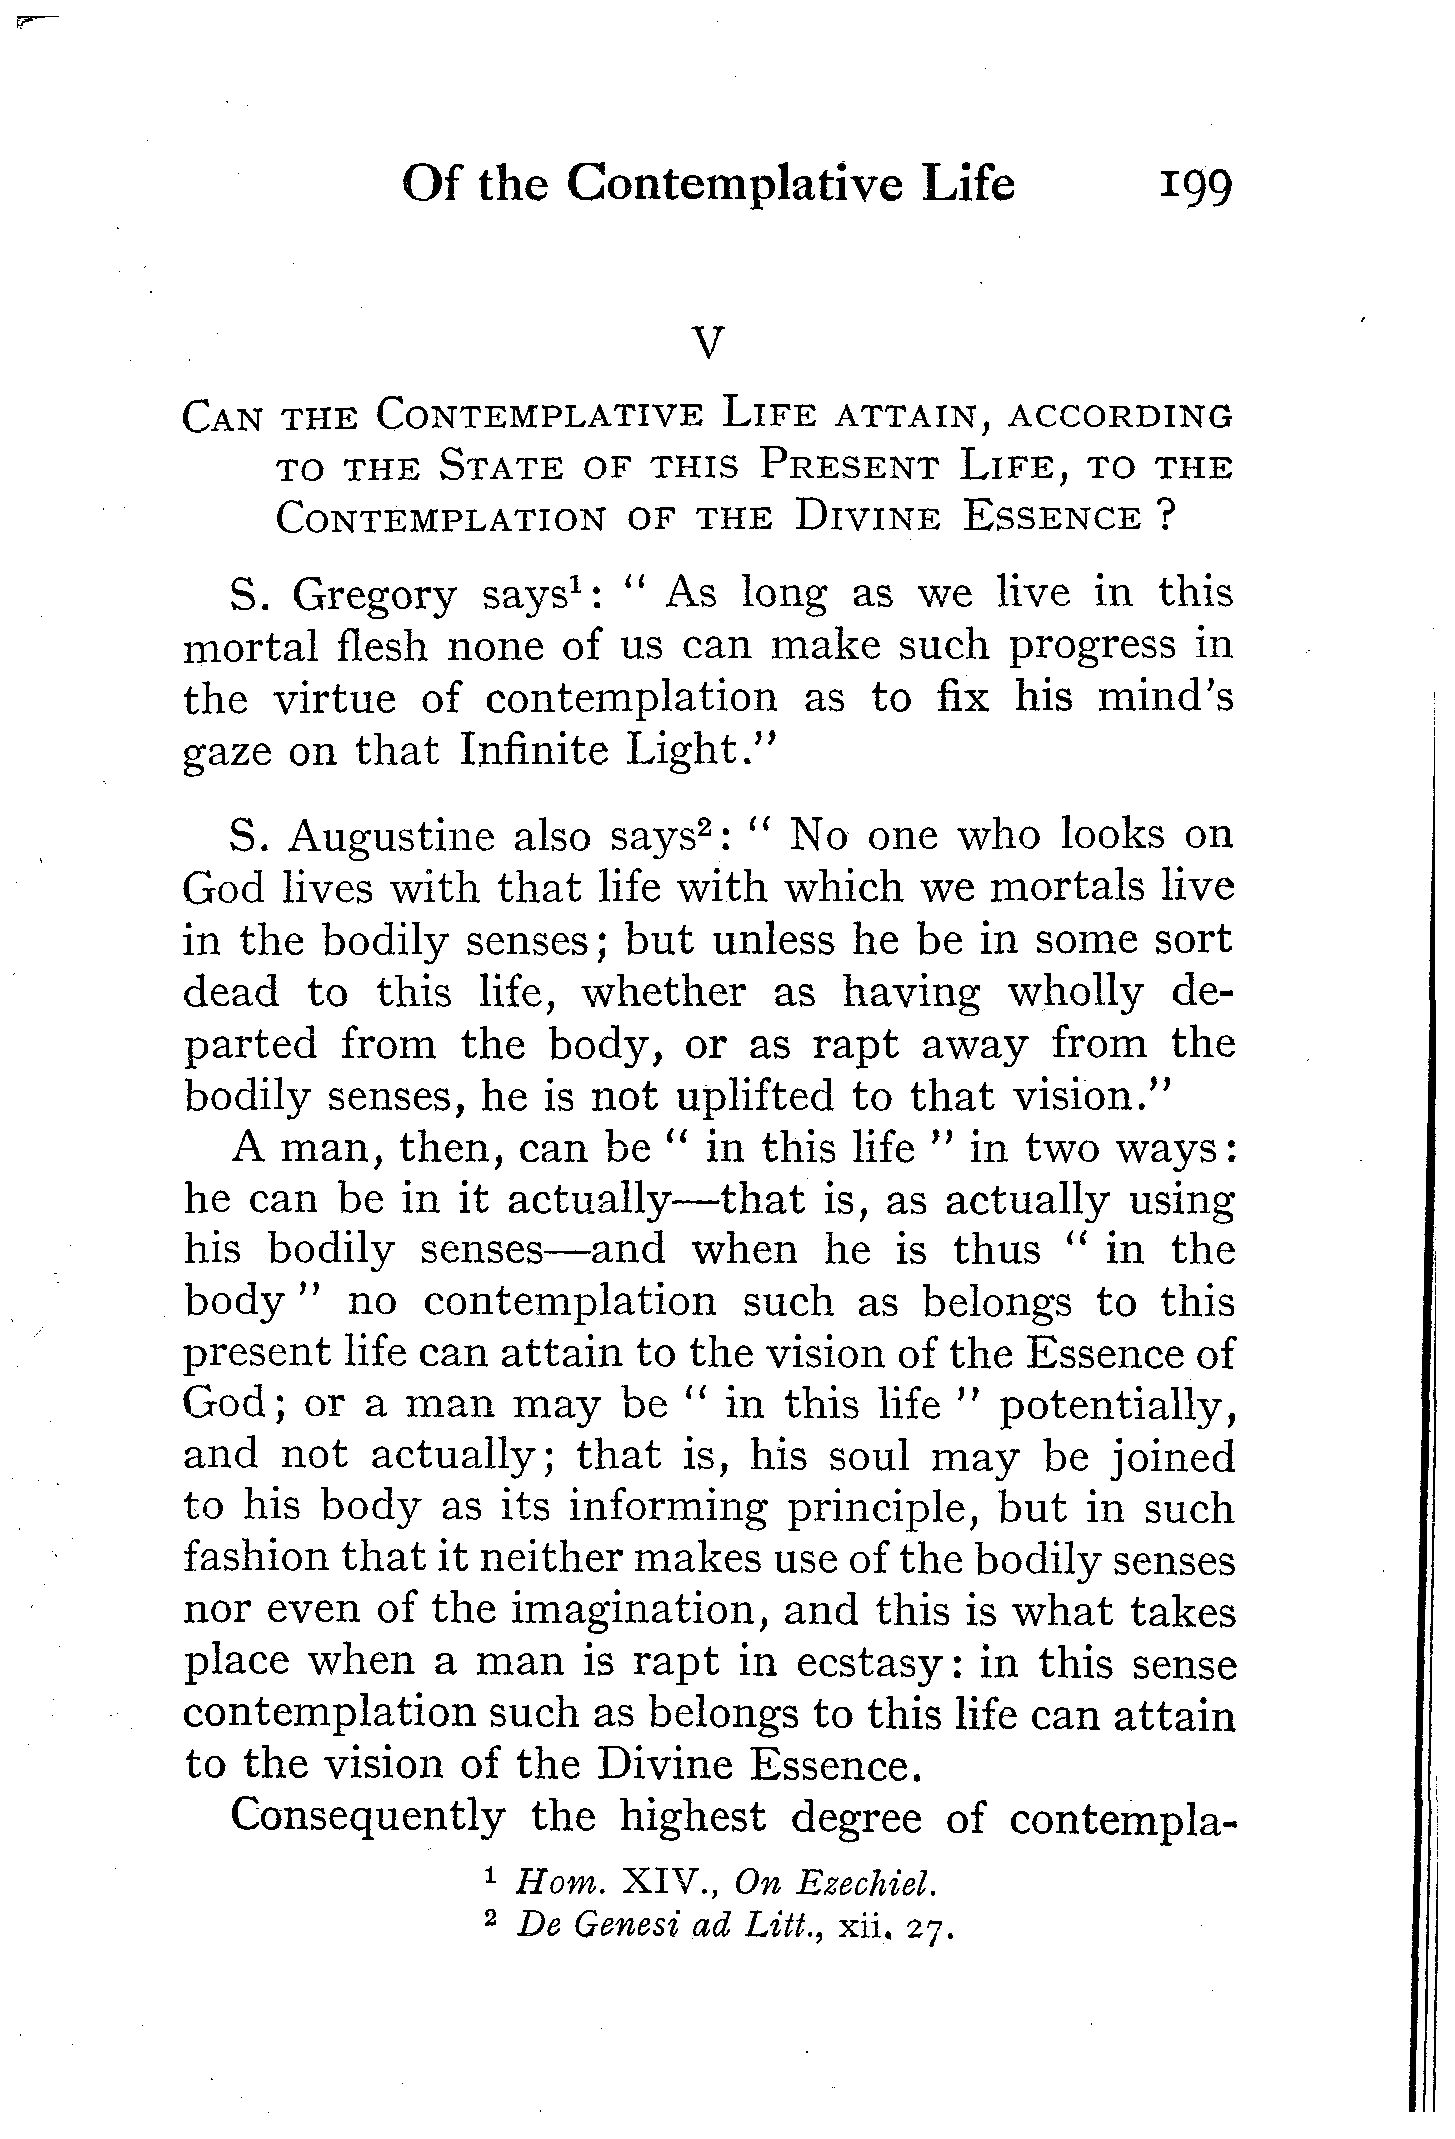 Of the Contemplative Life 199
V
CAN THE CONTEMPLATIVE LIFE ATTAIN, ACCORDING
TO THE STATE OF THIS PRESENT LIFE, TO THE
CONTEMPLATION OF THE DIVINE ESSENCE ?
S. Gregory says¹: “ As long as we live in this
mortal flesh none of us can make such progress in
the virtue of contemplation as to fix his mind’s
gaze on that Infinite Light.”
S. Augustine also says²: “ No one who looks on
God lives with that life with which we mortals live
in the bodily senses; but unless he be in some sort
dead to this life, whether as having wholly de-
parted from the body, or as rapt away from the
bodily senses, he is not uplifted to that vision.”
A man, then, can be “ in this life ” in two ways:
he can be in it actually—that is, as actually using
his bodily senses—and when he is thus “ in the
body ” no contemplation such as belongs to this
present life can attain to the vision of the Essence of
God; or a man may be “ in this life ” potentially,
and not actually; that is, his soul may be joined
to his body as its informing principle, but in such
fashion that it neither makes use of the bodily senses
nor even of the imagination, and this is what takes
place when a man is rapt in ecstasy: in this sense
contemplation such as belongs to this life can attain
to the vision of the Divine Essence.
Consequently the highest degree of contempla-
¹ Hom. XIV., On Ezechiel.
² De Genesi ad Litt., xii. 27.